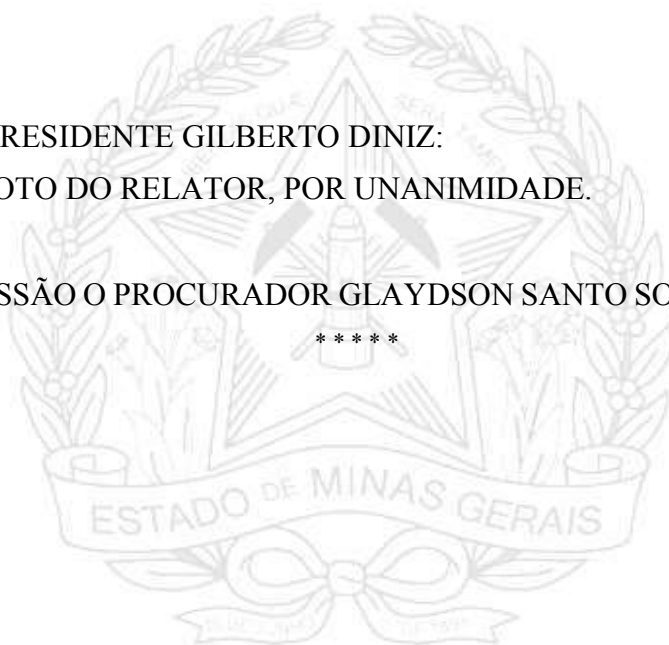 RESIDENTE GILBERTO DINIZ:
OTO DO RELATOR, POR UNANIMIDADE.
SSÃO O PROCURADOR GLAYDSON SANTO SO
* * * * *
ESTADO DE MINAS GERAIS